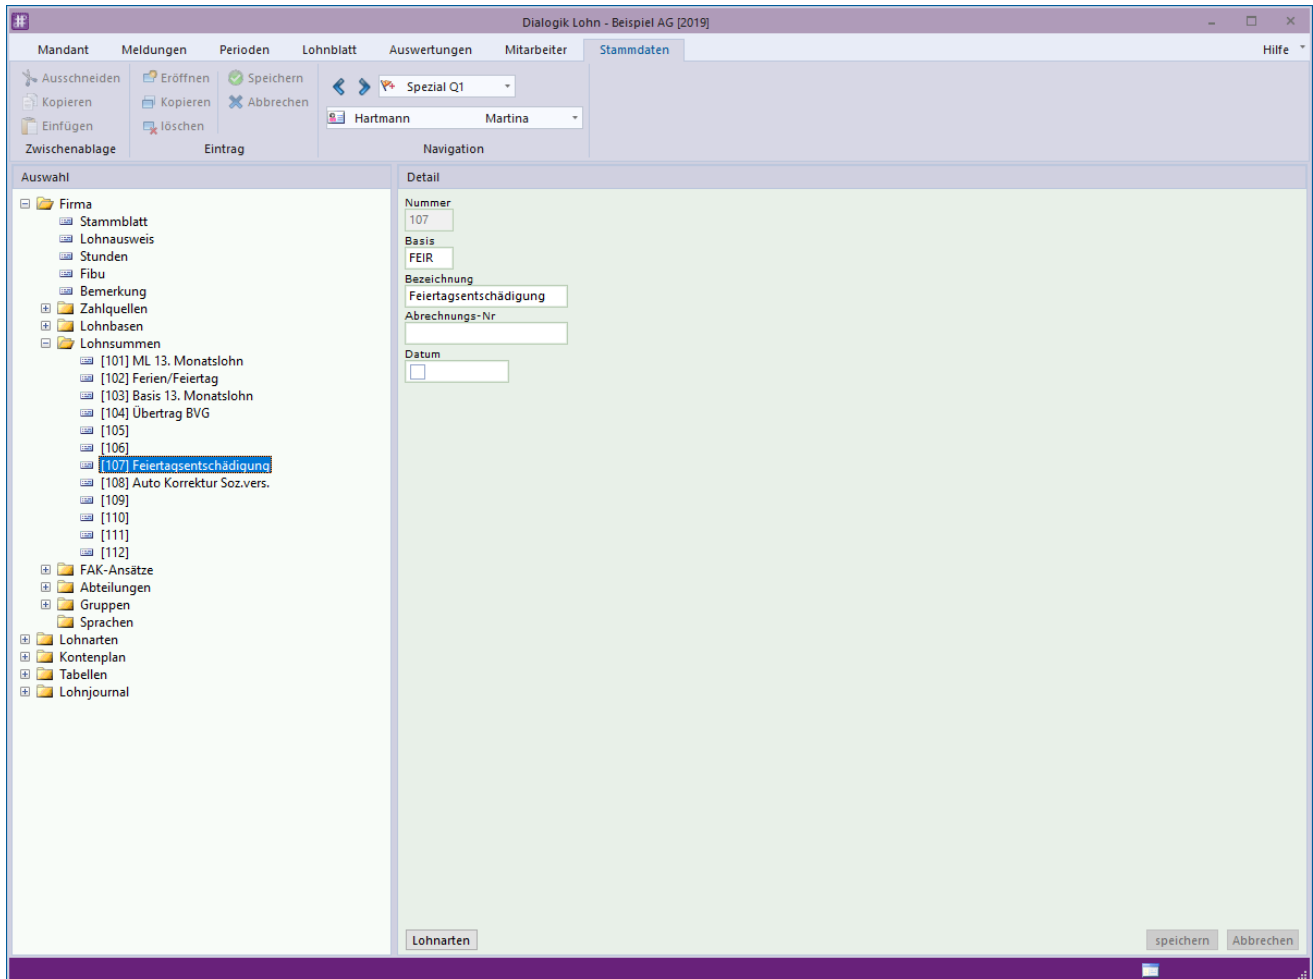 Dialogik Lohn - Beispiel AG [2019]
Mandant Meldungen Perioden Lohnblatt Auswertungen Mitarbeiter Stammdaten Hilfe
Ausschneiden Eröffnen Speichern Spezial Q1
Kopieren Kopieren Abbrechen
Einfügen löschen Hartmann Martina
Zwischenablage Eintrag Navigation
Auswahl
Firma
Stammblatt
Lohnausweis
Stunden
Fibu
Bemerkung
Zahlquellen
Lohnbasen
Lohnsummen
[101] ML 13. Monatslohn
[102] Ferien/Feiertag
[103] Basis 13. Monatslohn
[104] Übertrag BVG
[105]
[106]
[107] Feiertagsentschädigung
[108] Auto Korrektur Soz.vers.
[109]
[110]
[111]
[112]
FAK-Ansätze
Abteilungen
Gruppen
Sprachen
Lohnarten
Kontenplan
Tabellen
Lohnjournal
Detail
Nummer
107
Basis
FEIR
Bezeichnung
Feiertagsentschädigung
Abrechnungs-Nr
Datum
Lohnarten speichern Abbrechen